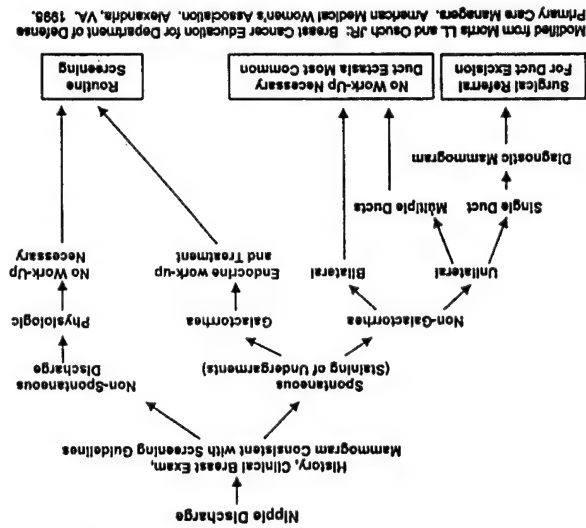 Nipple Discharge
History, Clinical Breast Exam,
Mammogram Consistent with Screening Guidelines
Spontaneous
(Staining of Undergarments)
Non-Spontaneous
Discharge
Non-Galactorrhea
Galactorrhea
Physiologic
Unilateral
Bilateral
Endocrine work-up
and Treatment
No Work-Up
Necessary
Single Duct
Multiple Ducts
Diagnostic Mammogram
Surgical Referral
For Duct Excision
No Work-Up Necessary
Duct Ectasia Most Common
Routine
Screening
Modified from Morris LL and Osuch JR: Breast Cancer Education for Department of Defense
Primary Care Managers. American Medical Women's Association. Alexandria, VA. 1995.